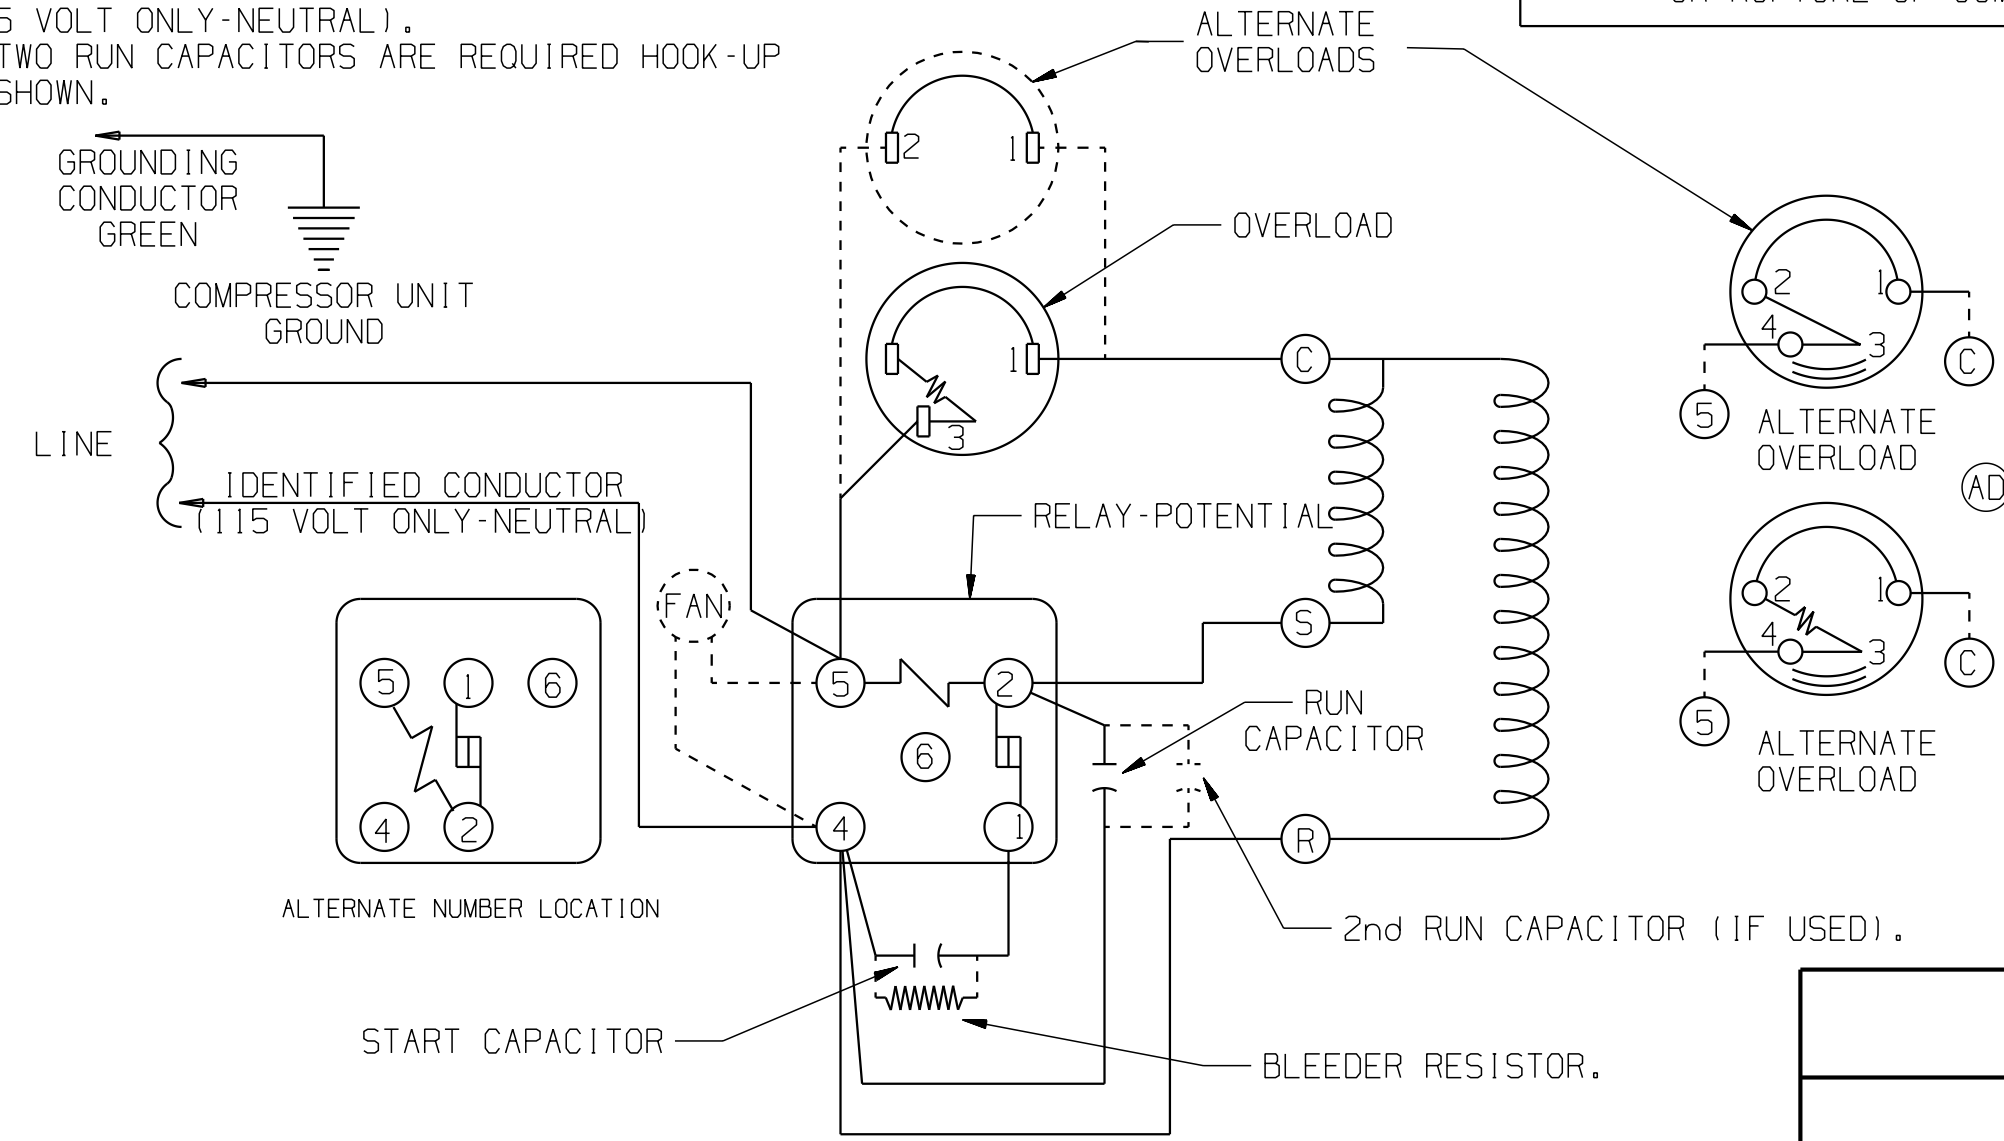 5 VOLT ONLY-NEUTRAL).
TWO RUN CAPACITORS ARE REQUIRED HOOK-UP
SHOWN.
ALTERNATE
OVERLOADS
GROUNDING
CONDUCTOR
GREEN
COMPRESSOR UNIT
GROUND
2 1
OVERLOAD
1
3
C
LINE
IDENTIFIED CONDUCTOR
(115 VOLT ONLY-NEUTRAL)
RELAY-POTENTIAL
2 1
4 3
5 C
ALTERNATE
OVERLOAD
AD
2 1
4 3
5 C
ALTERNATE
OVERLOAD
FAN
S
5 1 6
4 2
ALTERNATE NUMBER LOCATION
5 2
6
4 1
RUN
CAPACITOR
R
2nd RUN CAPACITOR (IF USED).
START CAPACITOR
BLEEDER RESISTOR.